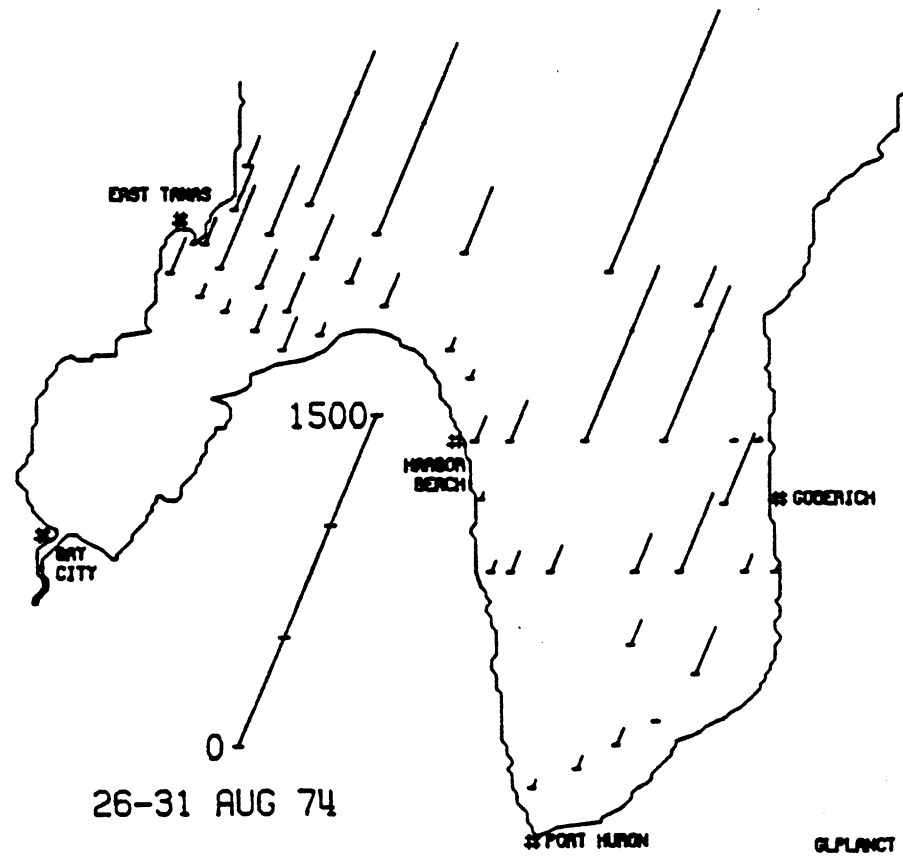 EAST TAWAS
1500
HARBOR
BEACH
GODERICH
BAY
CITY
0
26-31 AUG 74
PORT HURON
GLPLANCT